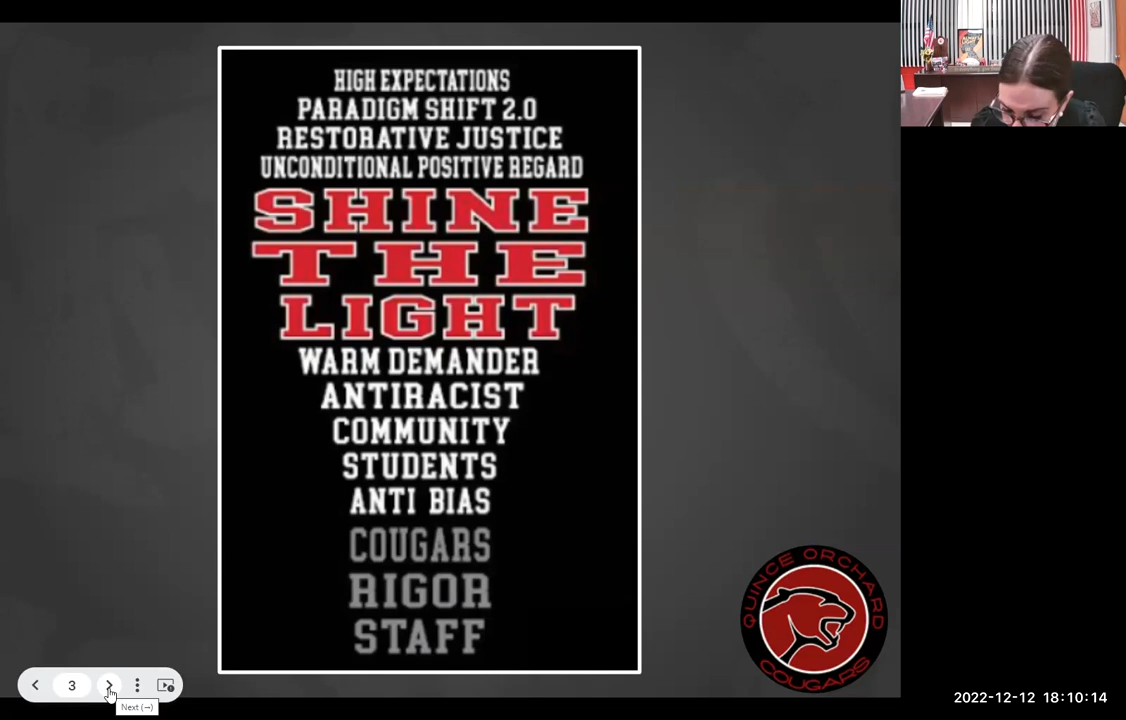 HIGH EXPECTATIONS
PARADIGM SHIFT 2.0
RESTORATIVE JUSTICE
UNCONDITIONAL POSITIVE REGARD
SHINE
THE
LIGHT
WARM DEMANDER
ANTIRACIST
COMMUNITY
STUDENTS
ANTI BIAS
COUGARS
RIGOR
STAFF
QUINCE ORCHARD
COUGARS
3
Next (→)
2022-12-12 18:10:14